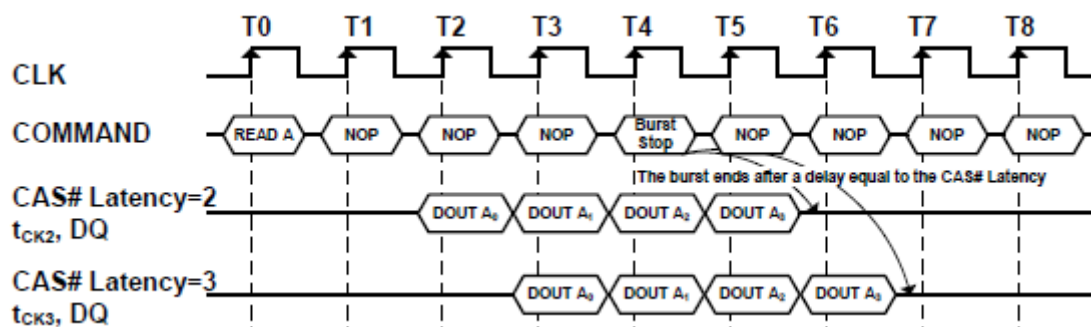 T0 T1 T2 T3 T4 T5 T6 T7 T8
CLK
COMMAND READ A NOP NOP NOP Burst Stop NOP NOP NOP NOP
The burst ends after a delay equal to the CAS# Latency
CAS# Latency=2
tCK2, DQ DOUT A0 DOUT A1 DOUT A2 DOUT A3
CAS# Latency=3
tCK3, DQ DOUT A0 DOUT A1 DOUT A2 DOUT A3